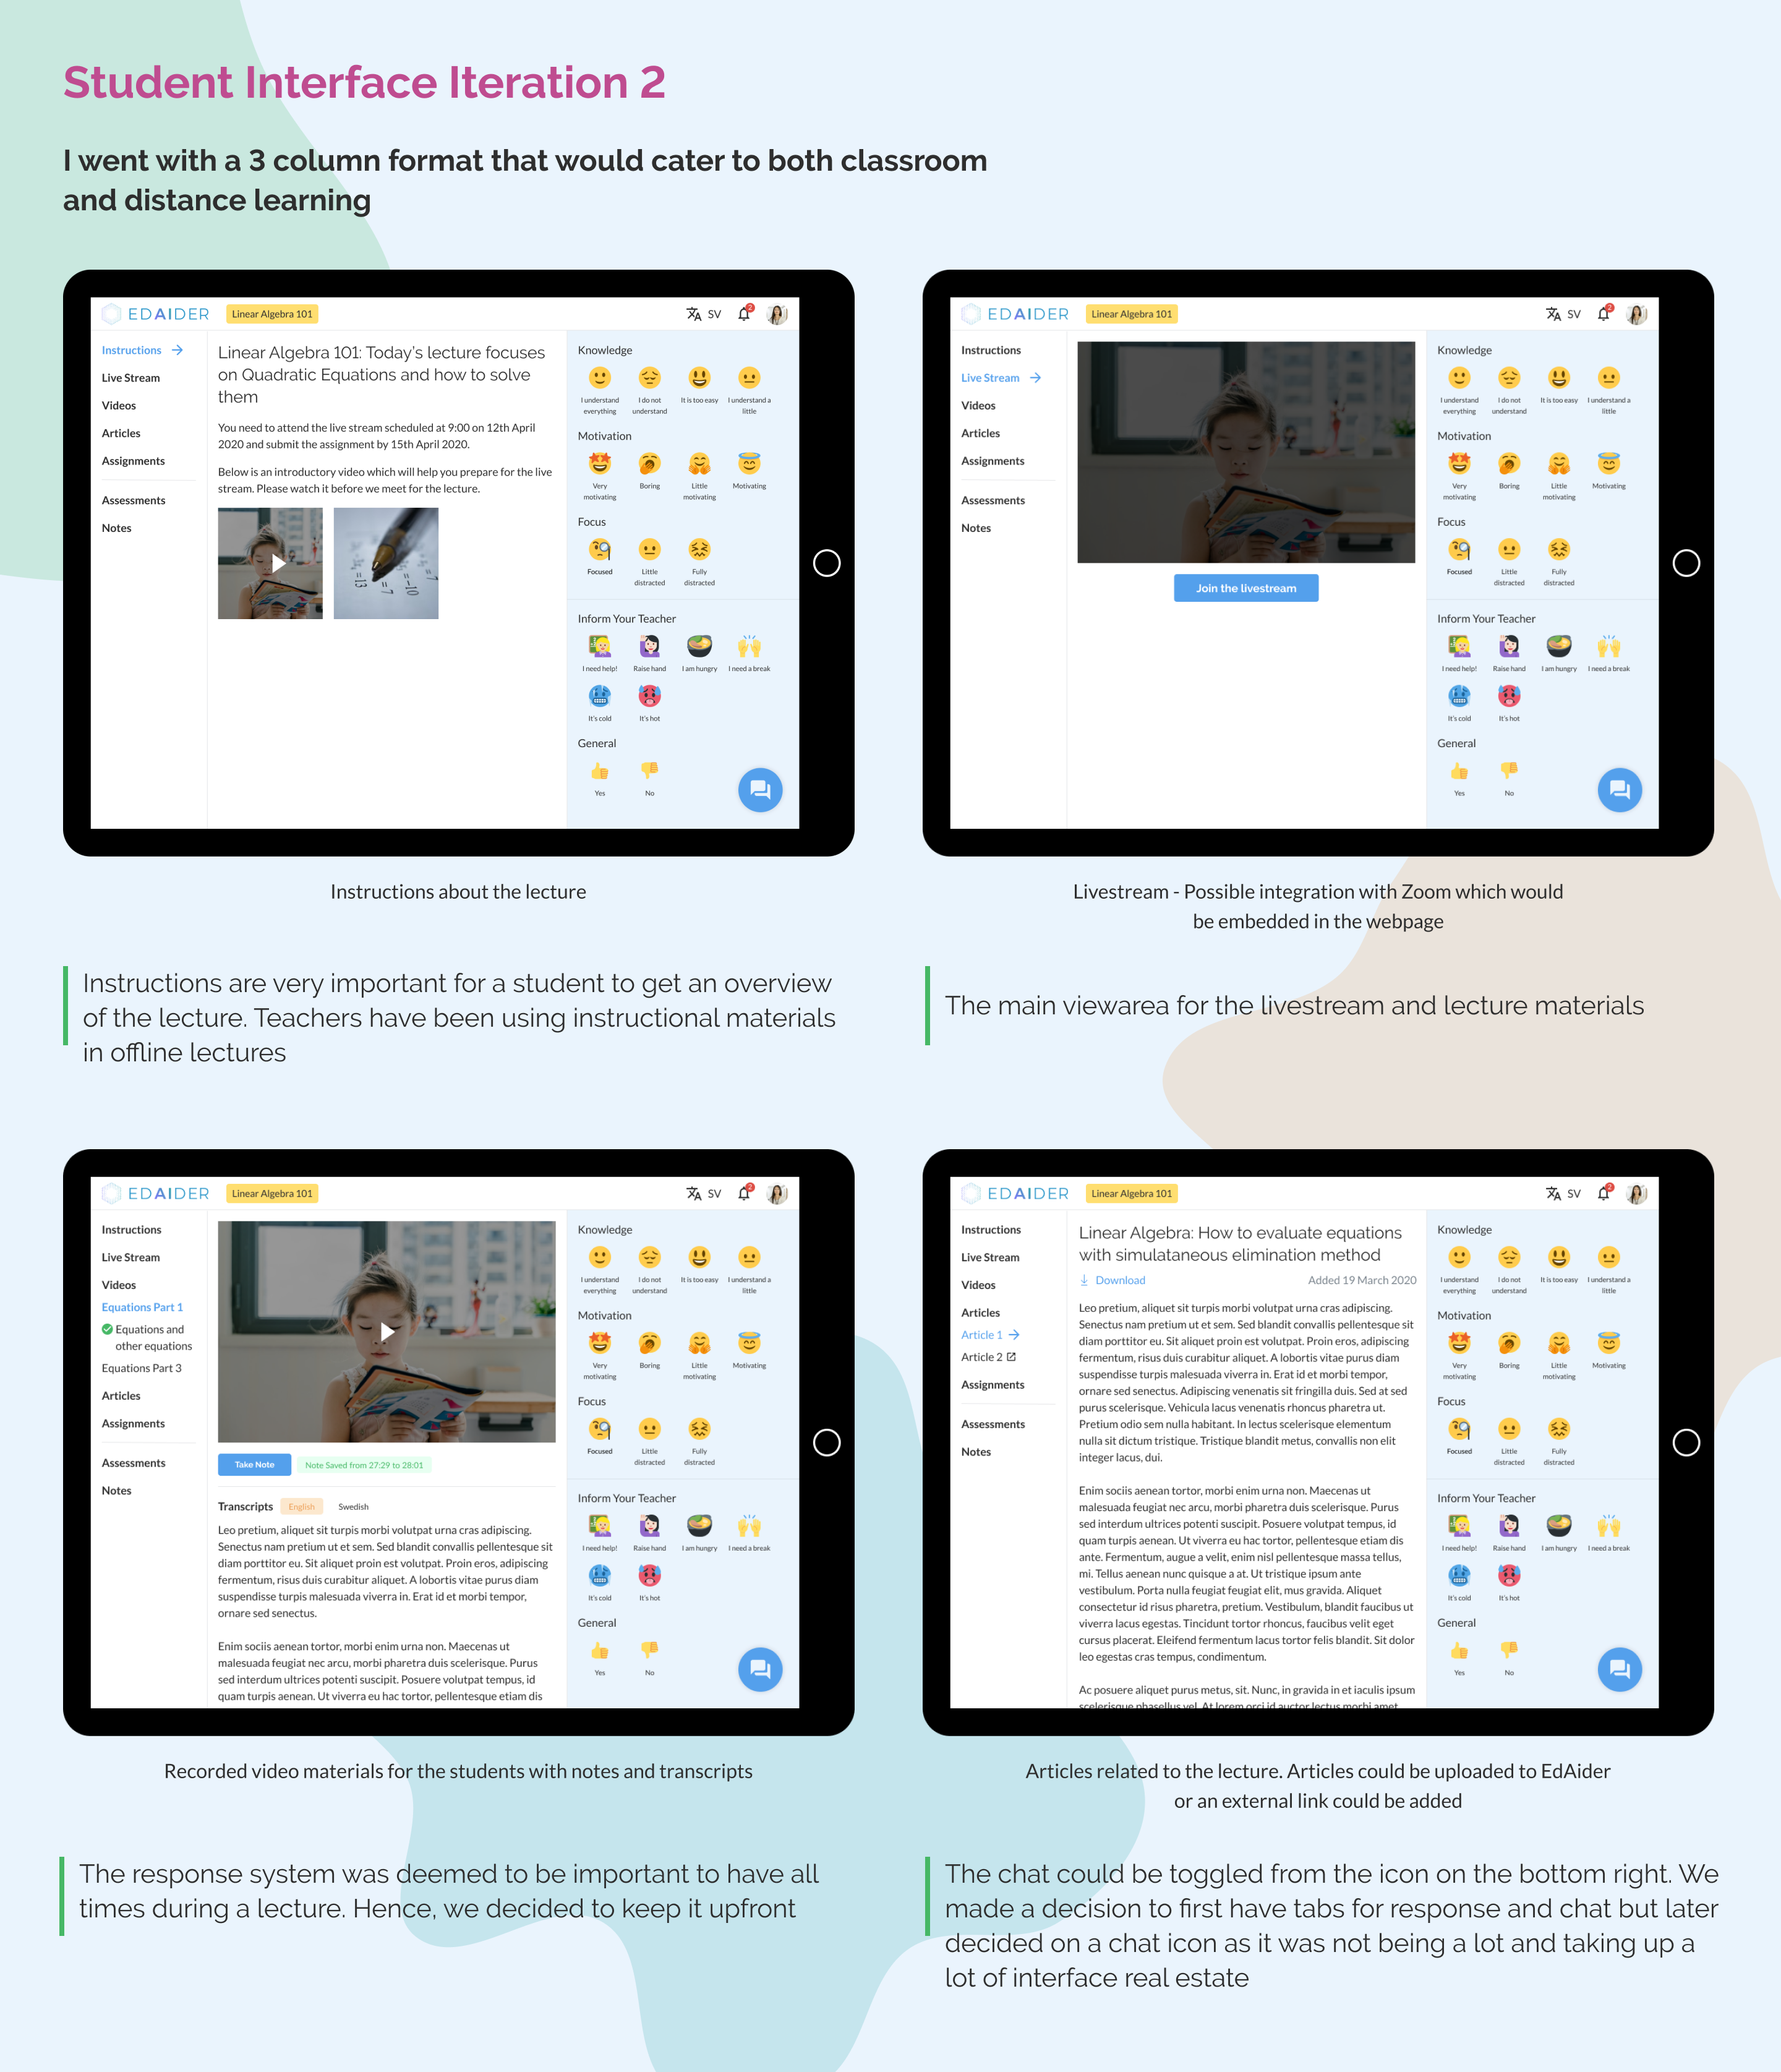 Student Interface Iteration 2
I went with a 3 column format that would cater to both classroom
and distance learning
EDAIDER
Linear Algebra 101
SV
2
Instructions
Live Stream
Videos
Articles
Assignments
Assessments
Notes
Linear Algebra 101: Today's lecture focuses
on Quadratic Equations and how to solve
them
You need to attend the live stream scheduled at 9:00 on 12th April
2020 and submit the assignment by 15th April 2020.
Below is an introductory video which will help you prepare for the live
stream. Please watch it before we meet for the lecture.
=13
=7
=-10
Knowledge
I understand everything
I do not understand
It is too easy
I understand a little
Motivation
Very motivating
Boring
Little motivating
Motivating
Focus
Focused
Little distracted
Fully distracted
Inform Your Teacher
I need help!
Raise hand
I am hungry
I need a break
It's cold
It's hot
General
Yes
No
EDAIDER
Linear Algebra 101
SV
2
Instructions
Live Stream
Videos
Articles
Assignments
Assessments
Notes
Join the livestream
Knowledge
I understand everything
I do not understand
It is too easy
I understand a little
Motivation
Very motivating
Boring
Little motivating
Motivating
Focus
Focused
Little distracted
Fully distracted
Inform Your Teacher
I need help!
Raise hand
I am hungry
I need a break
It's cold
It's hot
General
Yes
No
Instructions about the lecture
Livestream - Possible integration with Zoom which would
be embedded in the webpage
Instructions are very important for a student to get an overview
of the lecture. Teachers have been using instructional materials
in offline lectures
The main viewarea for the livestream and lecture materials
EDAIDER
Linear Algebra 101
SV
2
Instructions
Live Stream
Videos
Equations Part 1
Equations and
other equations
Equations Part 3
Articles
Assignments
Assessments
Notes
Take Note
Note Saved from 27:29 to 28:01
Transcripts English Swedish
Leo pretium, aliquet sit turpis morbi volutpat urna cras adipiscing.
Senectus nam pretium ut et sem. Sed blandit convallis pellentesque sit
diam porttitor eu. Sit aliquet proin est volutpat. Proin eros, adipiscing
fermentum, risus duis curabitur aliquet. A lobortis vitae purus diam
suspendisse turpis malesuada viverra in. Erat id et morbi tempor,
ornare sed senectus.
Enim sociis aenean tortor, morbi enim urna non. Maecenas ut
malesuada feugiat nec arcu, morbi pharetra duis scelerisque. Purus
sed interdum ultrices potenti suscipit. Posuere volutpat tempus, id
quam turpis aenean. Ut viverra eu hac tortor, pellentesque etiam dis
Knowledge
I understand everything
I do not understand
It is too easy
I understand a little
Motivation
Very motivating
Boring
Little motivating
Motivating
Focus
Focused
Little distracted
Fully distracted
Inform Your Teacher
I need help!
Raise hand
I am hungry
I need a break
It's cold
It's hot
General
Yes
No
EDAIDER
Linear Algebra 101
SV
2
Instructions
Live Stream
Videos
Articles
Article 1
Article 2
Assignments
Assessments
Notes
Linear Algebra: How to evaluate equations
with simulataneous elimination method
Download
Added 19 March 2020
Leo pretium, aliquet sit turpis morbi volutpat urna cras adipiscing.
Senectus nam pretium ut et sem. Sed blandit convallis pellentesque sit
diam porttitor eu. Sit aliquet proin est volutpat. Proin eros, adipiscing
fermentum, risus duis curabitur aliquet. A lobortis vitae purus diam
suspendisse turpis malesuada viverra in. Erat id et morbi tempor,
ornare sed senectus. Adipiscing venenatis sit fringilla duis. Sed at sed
purus scelerisque. Vehicula lacus venenatis rhoncus pharetra ut.
Pretium odio sem nulla habitant. In lectus scelerisque elementum
nulla sit dictum tristique. Tristique blandit metus, convallis non elit
integer lacus, dui.
Enim sociis aenean tortor, morbi enim urna non. Maecenas ut
malesuada feugiat nec arcu, morbi pharetra duis scelerisque. Purus
sed interdum ultrices potenti suscipit. Posuere volutpat tempus, id
quam turpis aenean. Ut viverra eu hac tortor, pellentesque etiam dis
ante. Fermentum, augue a velit, enim nisl pellentesque massa tellus,
mi. Tellus aenean nunc quisque a at. Ut tristique ipsum ante
vestibulum. Porta nulla feugiat feugiat elit, mus gravida. Aliquet
consectetur id risus pharetra, pretium. Vestibulum, blandit faucibus ut
viverra lacus egestas. Tincidunt tortor rhoncus, faucibus velit eget
cursus placerat. Eleifend fermentum lacus tortor felis blandit. Sit dolor
leo egestas cras tempus, condimentum.
Ac posuere aliquet purus metus, sit. Nunc, in gravida in et iaculis ipsum
scelerisque phasellus vel. At lorem orci id auctor lectus morbi amet
Knowledge
I understand everything
I do not understand
It is too easy
I understand a little
Motivation
Very motivating
Boring
Little motivating
Motivating
Focus
Focused
Little distracted
Fully distracted
Inform Your Teacher
I need help!
Raise hand
I am hungry
I need a break
It's cold
It's hot
General
Yes
No
Recorded video materials for the students with notes and transcripts
Articles related to the lecture. Articles could be uploaded to EdAider
or an external link could be added
The response system was deemed to be important to have all
times during a lecture. Hence, we decided to keep it upfront
The chat could be toggled from the icon on the bottom right. We
made a decision to first have tabs for response and chat but later
decided on a chat icon as it was not being a lot and taking up a
lot of interface real estate